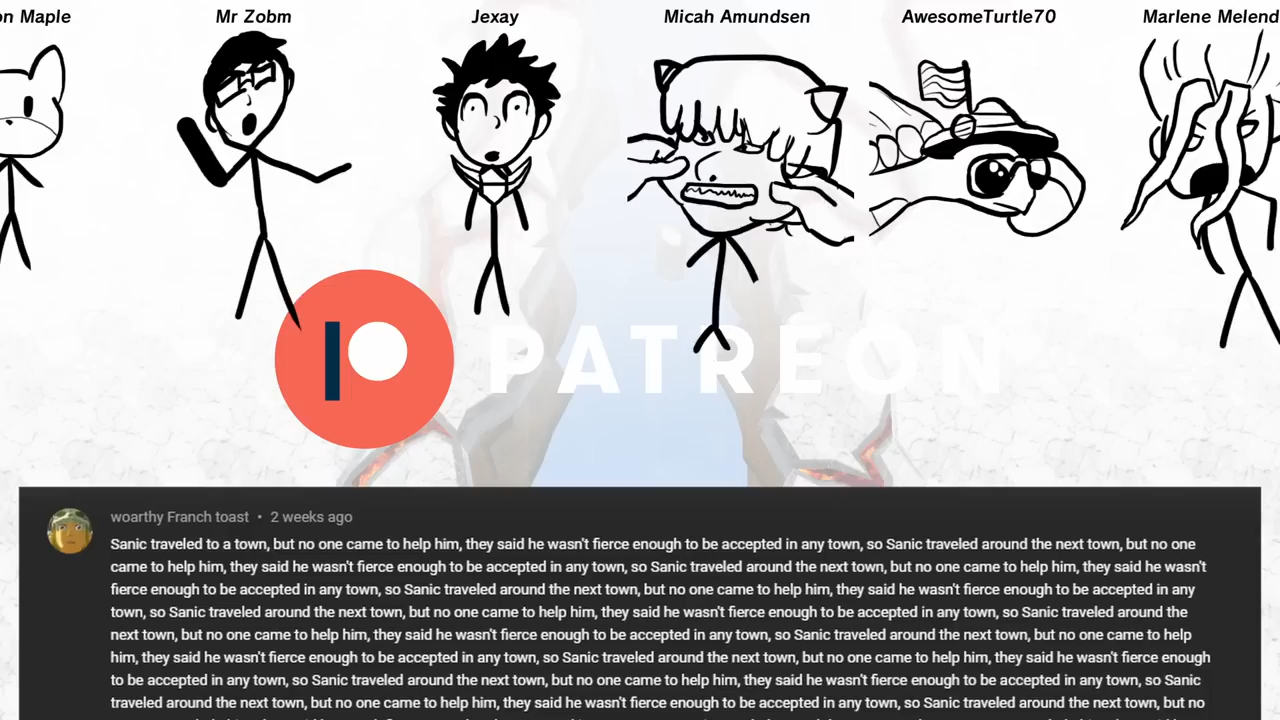 on Maple
Mr Zobm
Jexay
Micah Amundsen
AwesomeTurtle70
Marlene Melend
PATREON
woarthy Franch toast • 2 weeks ago
Sanic traveled to a town, but no one came to help him, they said he wasn't fierce enough to be accepted in any town, so Sanic traveled around the next town, but no one
came to help him, they said he wasn't fierce enough to be accepted in any town, so Sanic traveled around the next town, but no one came to help him, they said he wasn't
fierce enough to be accepted in any town, so Sanic traveled around the next town, but no one came to help him, they said he wasn't fierce enough to be accepted in any
town, so Sanic traveled around the next town, but no one came to help him, they said he wasn't fierce enough to be accepted in any town, so Sanic traveled around the
next town, but no one came to help him, they said he wasn't fierce enough to be accepted in any town, so Sanic traveled around the next town, but no one came to help
him, they said he wasn't fierce enough to be accepted in any town, so Sanic traveled around the next town, but no one came to help him, they said he wasn't fierce enough
to be accepted in any town, so Sanic traveled around the next town, but no one came to help him, they said he wasn't fierce enough to be accepted in any town, so Sanic
traveled around the next town, but no one came to help him, they said he wasn't fierce enough to be accepted in any town, so Sanic traveled around the next town, but no